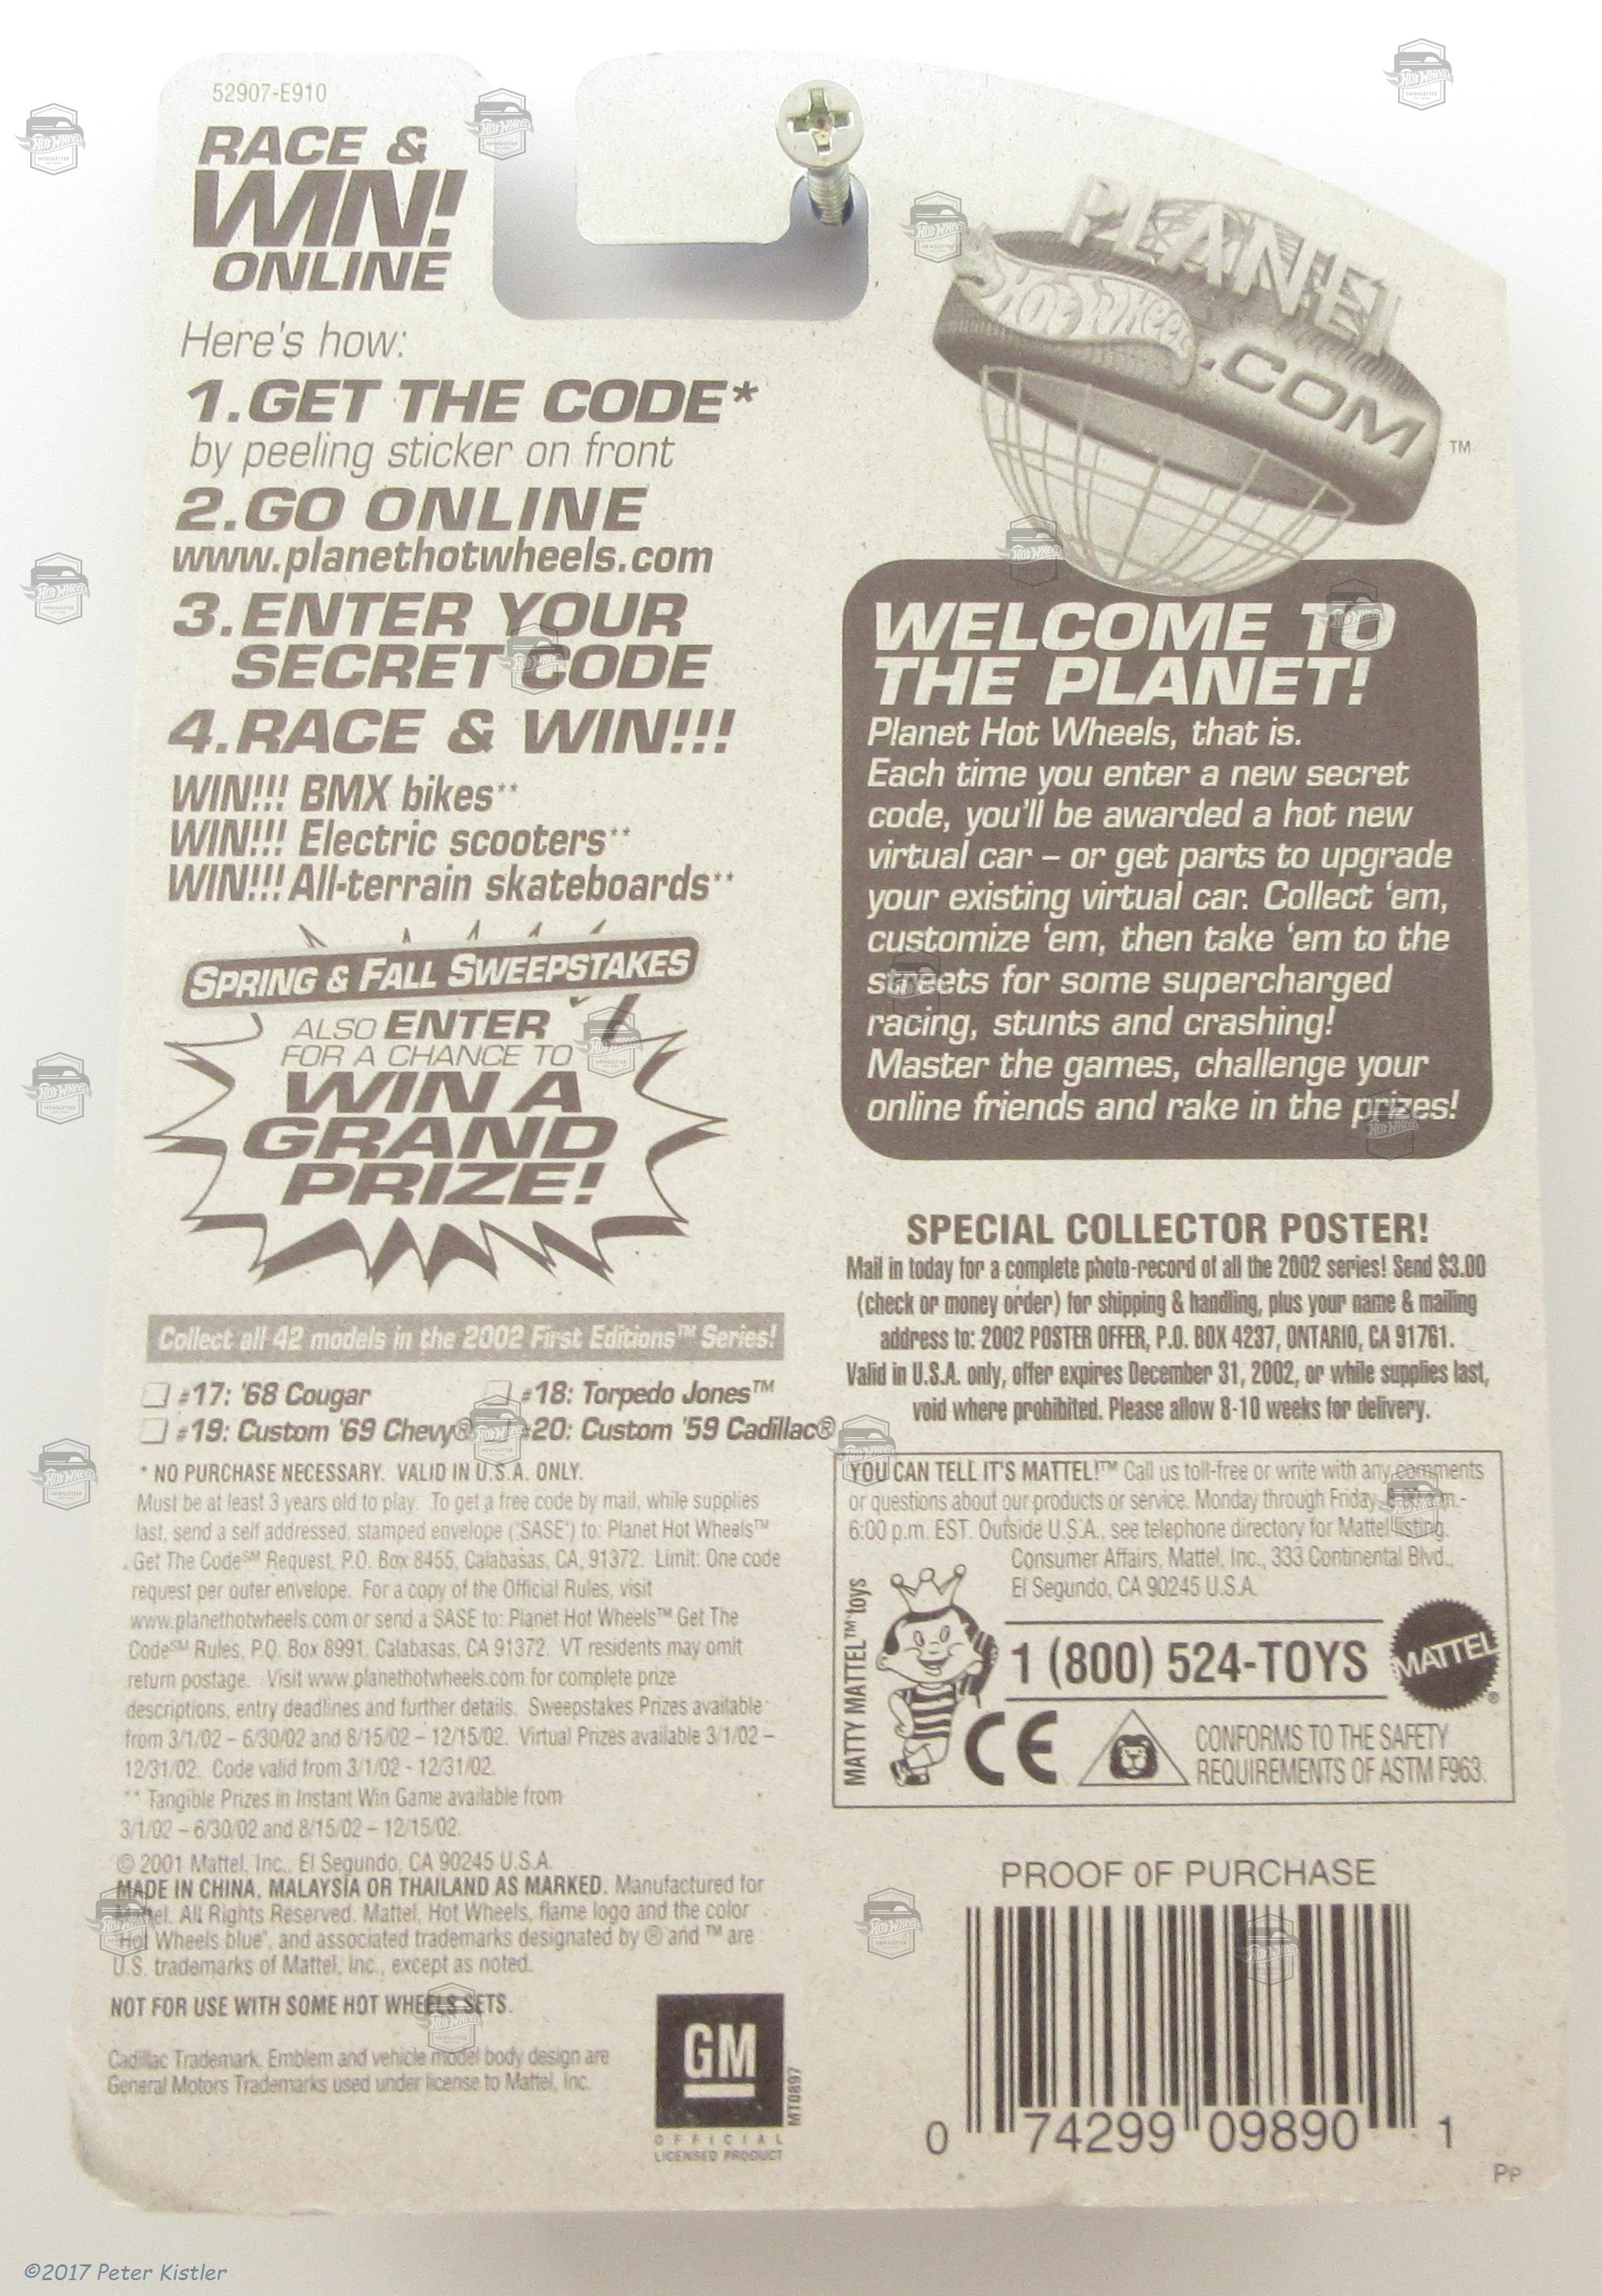 52907-E910
RACE &
WIN!
ONLINE
Here's how:
1.GET THE CODE*
by peeling sticker on front
2.GO ONLINE
www.planethotwheels.com
3.ENTER YOUR
SECRET CODE
4.RACE & WIN!!!
WIN!!! BMX bikes**
WIN!!! Electric scooters**
WIN!!! All-terrain skateboards**
SPRING & FALL SWEEPSTAKES
ALSO ENTER
FOR A CHANCE TO
WIN A
GRAND
PRIZE!
Collect all 42 models in the 2002 First Editions™ Series!
#17: '68 Cougar #18: Torpedo Jones™
#19: Custom '69 Chevy® #20: Custom '59 Cadillac®
* NO PURCHASE NECESSARY. VALID IN U.S.A. ONLY.
Must be at least 3 years old to play. To get a free code by mail, while supplies
last, send a self addressed, stamped envelope ("SASE") to: Planet Hot Wheels™
Get The Code℠ Request, P.O. Box 8455, Calabasas, CA, 91372. Limit: One code
request per outer envelope. For a copy of the Official Rules, visit
www.planethotwheels.com or send a SASE to: Planet Hot Wheels™ Get The
Code℠ Rules, P.O. Box 8991, Calabasas, CA 91372. VT residents may omit
return postage. Visit www.planethotwheels.com for complete prize
descriptions, entry deadlines and further details. Sweepstakes Prizes available
from 3/1/02 – 6/30/02 and 8/15/02 – 12/15/02. Virtual Prizes available 3/1/02 –
12/31/02. Code valid from 3/1/02 - 12/31/02.
** Tangible Prizes in Instant Win Game available from
3/1/02 – 6/30/02 and 8/15/02 – 12/15/02.
© 2001 Mattel, Inc., El Segundo, CA 90245 U.S.A.
MADE IN CHINA, MALAYSIA OR THAILAND AS MARKED. Manufactured for
Mattel. All Rights Reserved. Mattel, Hot Wheels, flame logo and the color
"Hot Wheels blue", and associated trademarks designated by ® and ™ are
U.S. trademarks of Mattel, Inc., except as noted.
NOT FOR USE WITH SOME HOT WHEELS SETS.
Cadillac Trademark, Emblem and vehicle model body design are
General Motors Trademarks used under license to Mattel, Inc.
GM
MT0897
OFFICIAL
LICENSED PRODUCT
PLANET
HOT WHEELS
.COM
™
WELCOME TO
THE PLANET!
Planet Hot Wheels, that is.
Each time you enter a new secret
code, you'll be awarded a hot new
virtual car – or get parts to upgrade
your existing virtual car. Collect 'em,
customize 'em, then take 'em to the
streets for some supercharged
racing, stunts and crashing!
Master the games, challenge your
online friends and rake in the prizes!
SPECIAL COLLECTOR POSTER!
Mail in today for a complete photo-record of all the 2002 series! Send $3.00
(check or money order) for shipping & handling, plus your name & mailing
address to: 2002 POSTER OFFER, P.O. BOX 4237, ONTARIO, CA 91761.
Valid in U.S.A. only, offer expires December 31, 2002, or while supplies last,
void where prohibited. Please allow 8-10 weeks for delivery.
YOU CAN TELL IT'S MATTEL!™ Call us toll-free or write with any comments
or questions about our products or service. Monday through Friday,
6:00 p.m. EST. Outside U.S.A., see telephone directory for Mattel listing.
Consumer Affairs, Mattel, Inc., 333 Continental Blvd.,
El Segundo, CA 90245 U.S.A.
MATTY MATTEL™ toys
1 (800) 524-TOYS
MATTEL
®
CE
CONFORMS TO THE SAFETY
REQUIREMENTS OF ASTM F963.
PROOF OF PURCHASE
0 74299 09890 1
PP
©2017 Peter Kistler